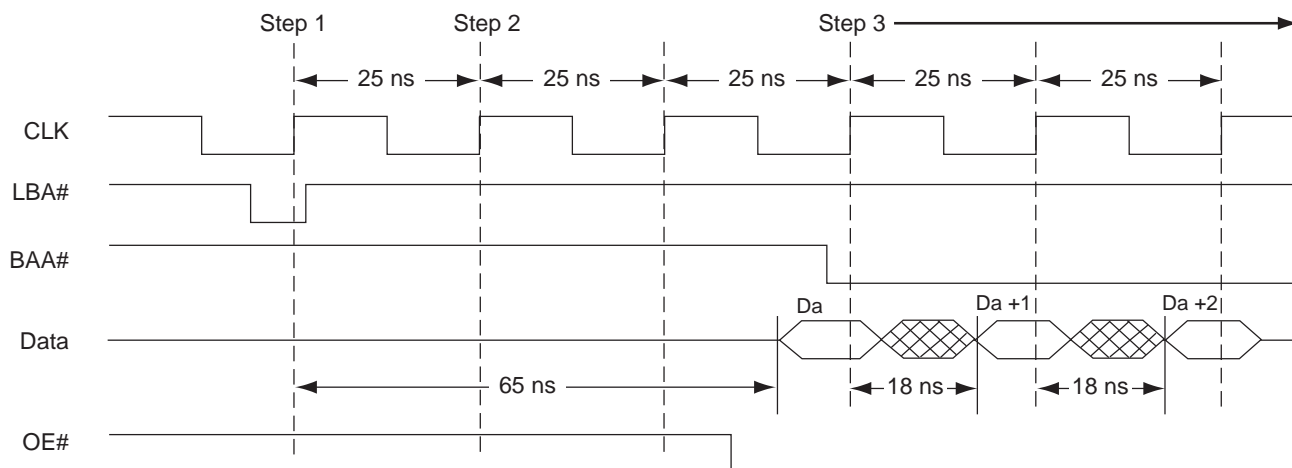 Step 1 Step 2 Step 3
25 ns 25 ns 25 ns 25 ns 25 ns
CLK
LBA#
BAA#
Da Da +1 Da +2
Data
65 ns 18 ns 18 ns
OE#